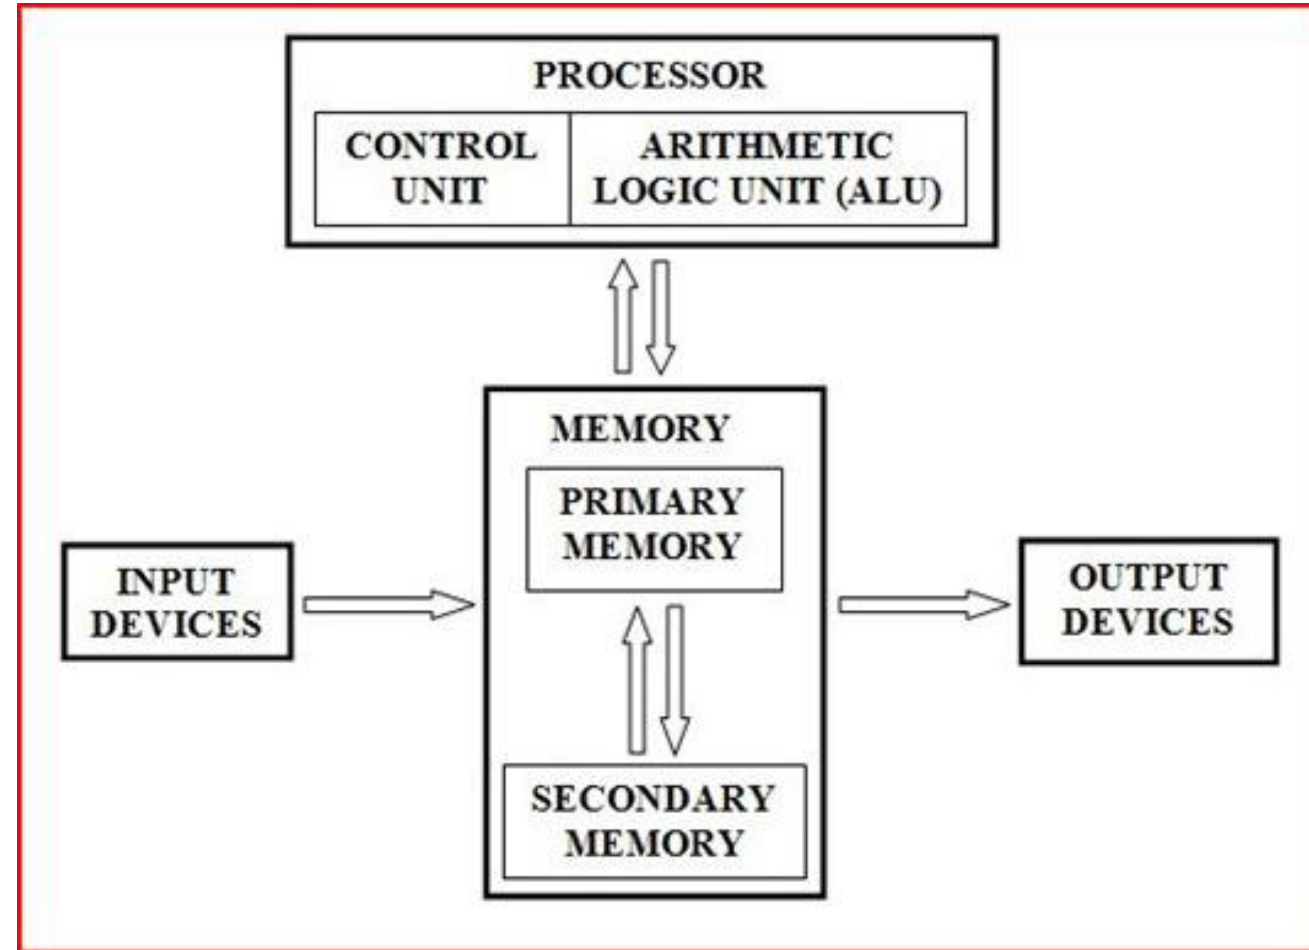 PROCESSOR
CONTROL
UNIT
ARITHMETIC
LOGIC UNIT (ALU)
MEMORY
PRIMARY
MEMORY
INPUT
DEVICES
OUTPUT
DEVICES
SECONDARY
MEMORY